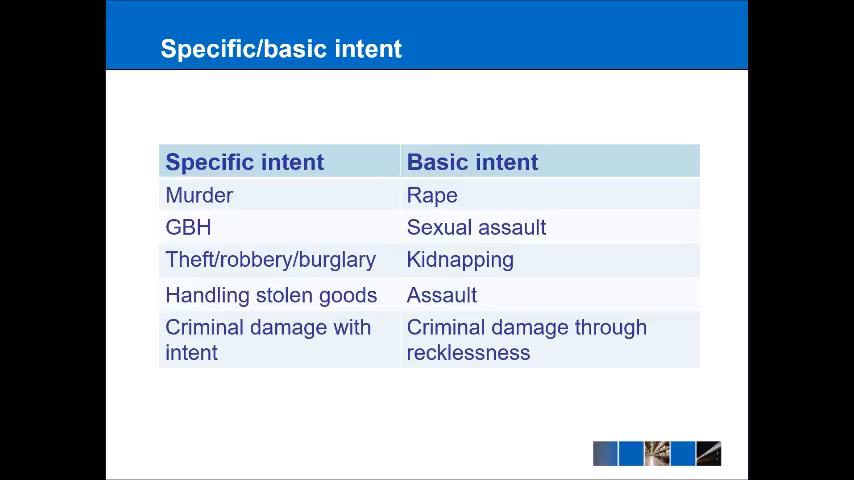 Specific/basic intent
Specific intent Basic intent
Murder Rape
GBH Sexual assault
Theft/robbery/burglary Kidnapping
Handling stolen goods Assault
Criminal damage with Criminal damage through
intent recklessness